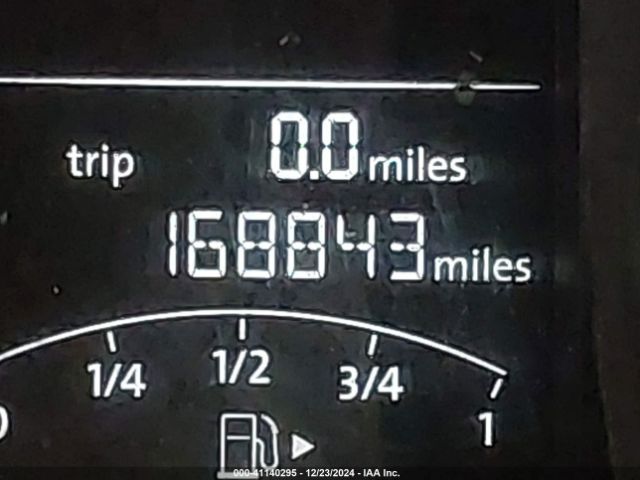 trip 0.0 miles
168843 miles
0 1/4 1/2 3/4 1
000-41140295 - 12/23/2024 - IAA Inc.